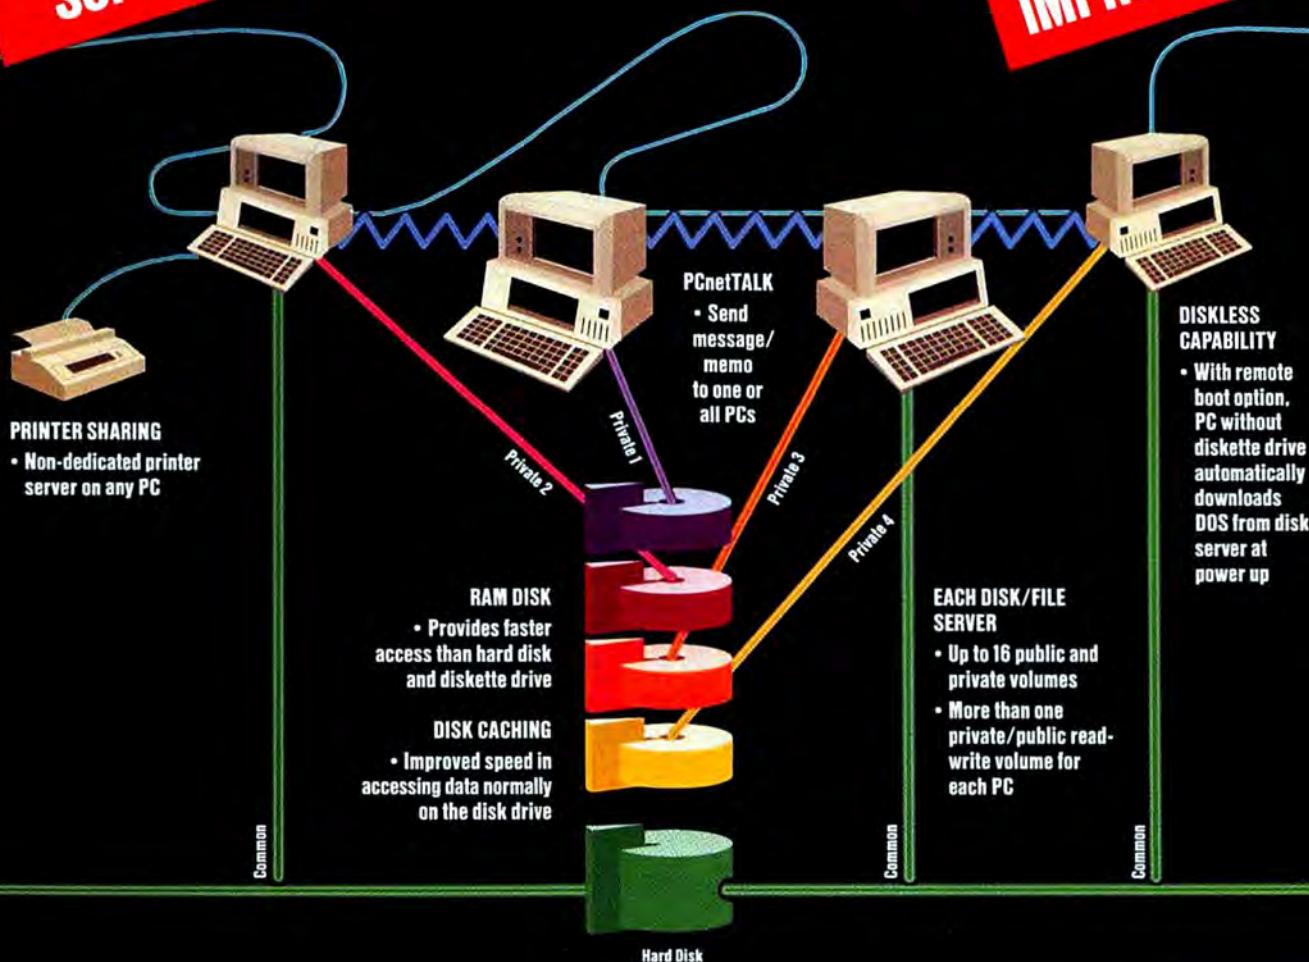 PCnetTALK
• Send
message/
memo
to one or
all PCs
DISKLESS
CAPABILITY
• With remote
boot option,
PC without
diskette drive
automatically
downloads
DOS from disk
server at
power up
PRINTER SHARING
• Non-dedicated printer
server on any PC
Private 1
Private 2
Private 3
Private 4
RAM DISK
• Provides faster
access than hard disk
and diskette drive
DISK CACHING
• Improved speed in
accessing data normally
on the disk drive
EACH DISK/FILE
SERVER
• Up to 16 public and
private volumes
• More than one
private/public read-
write volume for
each PC
Common
Common
Common
Hard Disk